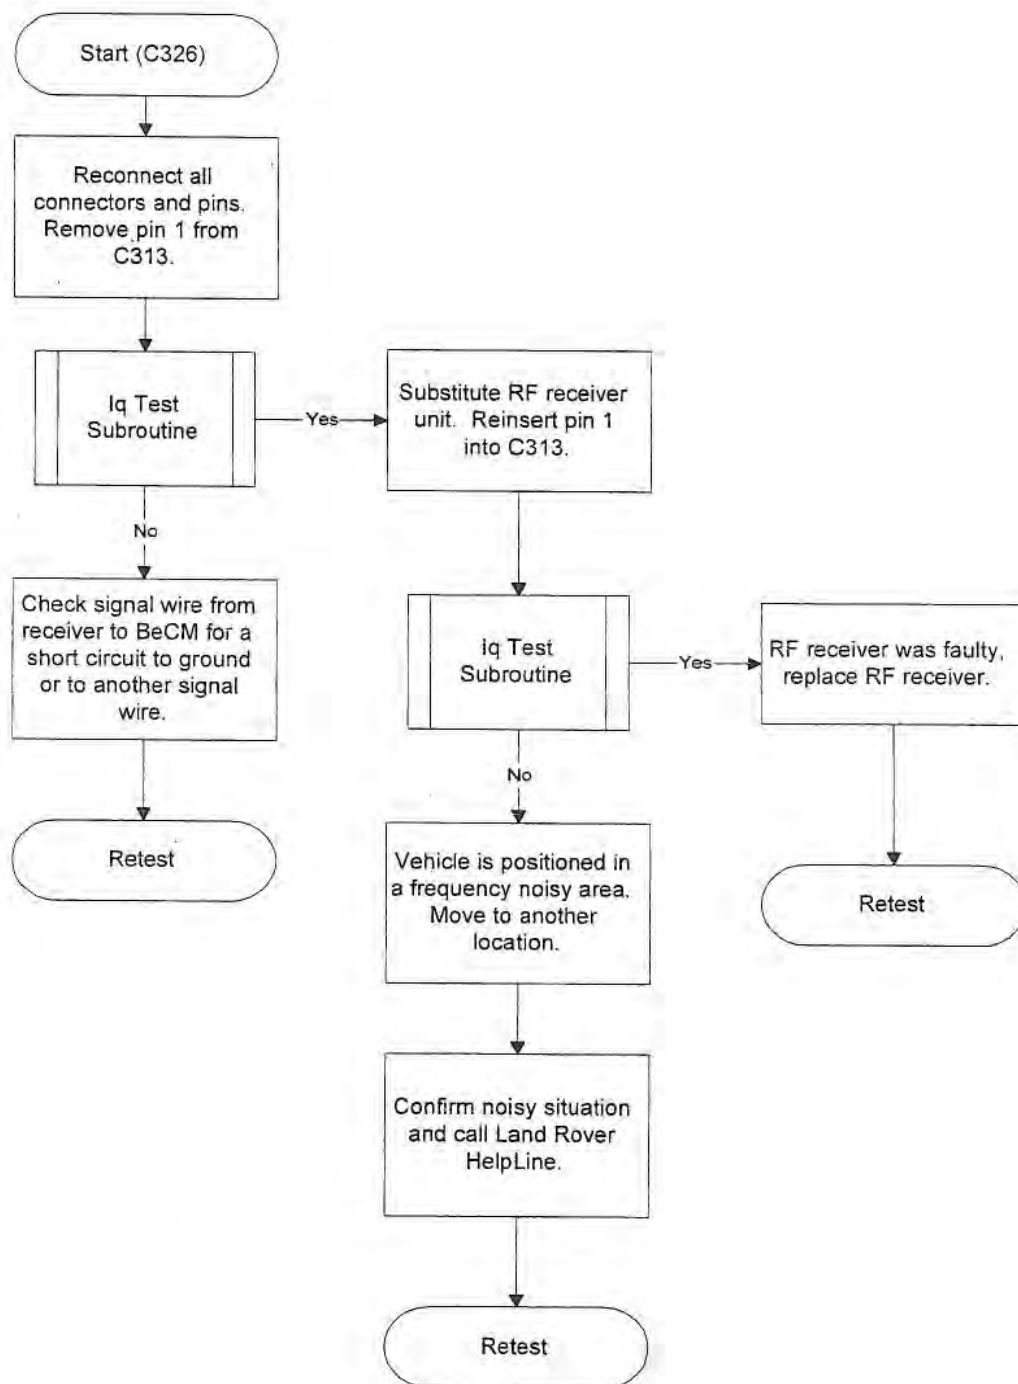 Start (C326)
Reconnect all
connectors and pins.
Remove pin 1 from
C313.
Iq Test
Subroutine
Yes
Substitute RF receiver
unit. Reinsert pin 1
into C313.
No
Check signal wire from
receiver to BeCM for a
short circuit to ground
or to another signal
wire.
Retest
Iq Test
Subroutine
Yes
RF receiver was faulty,
replace RF receiver.
Retest
No
Vehicle is positioned in
a frequency noisy area.
Move to another
location.
Confirm noisy situation
and call Land Rover
HelpLine.
Retest